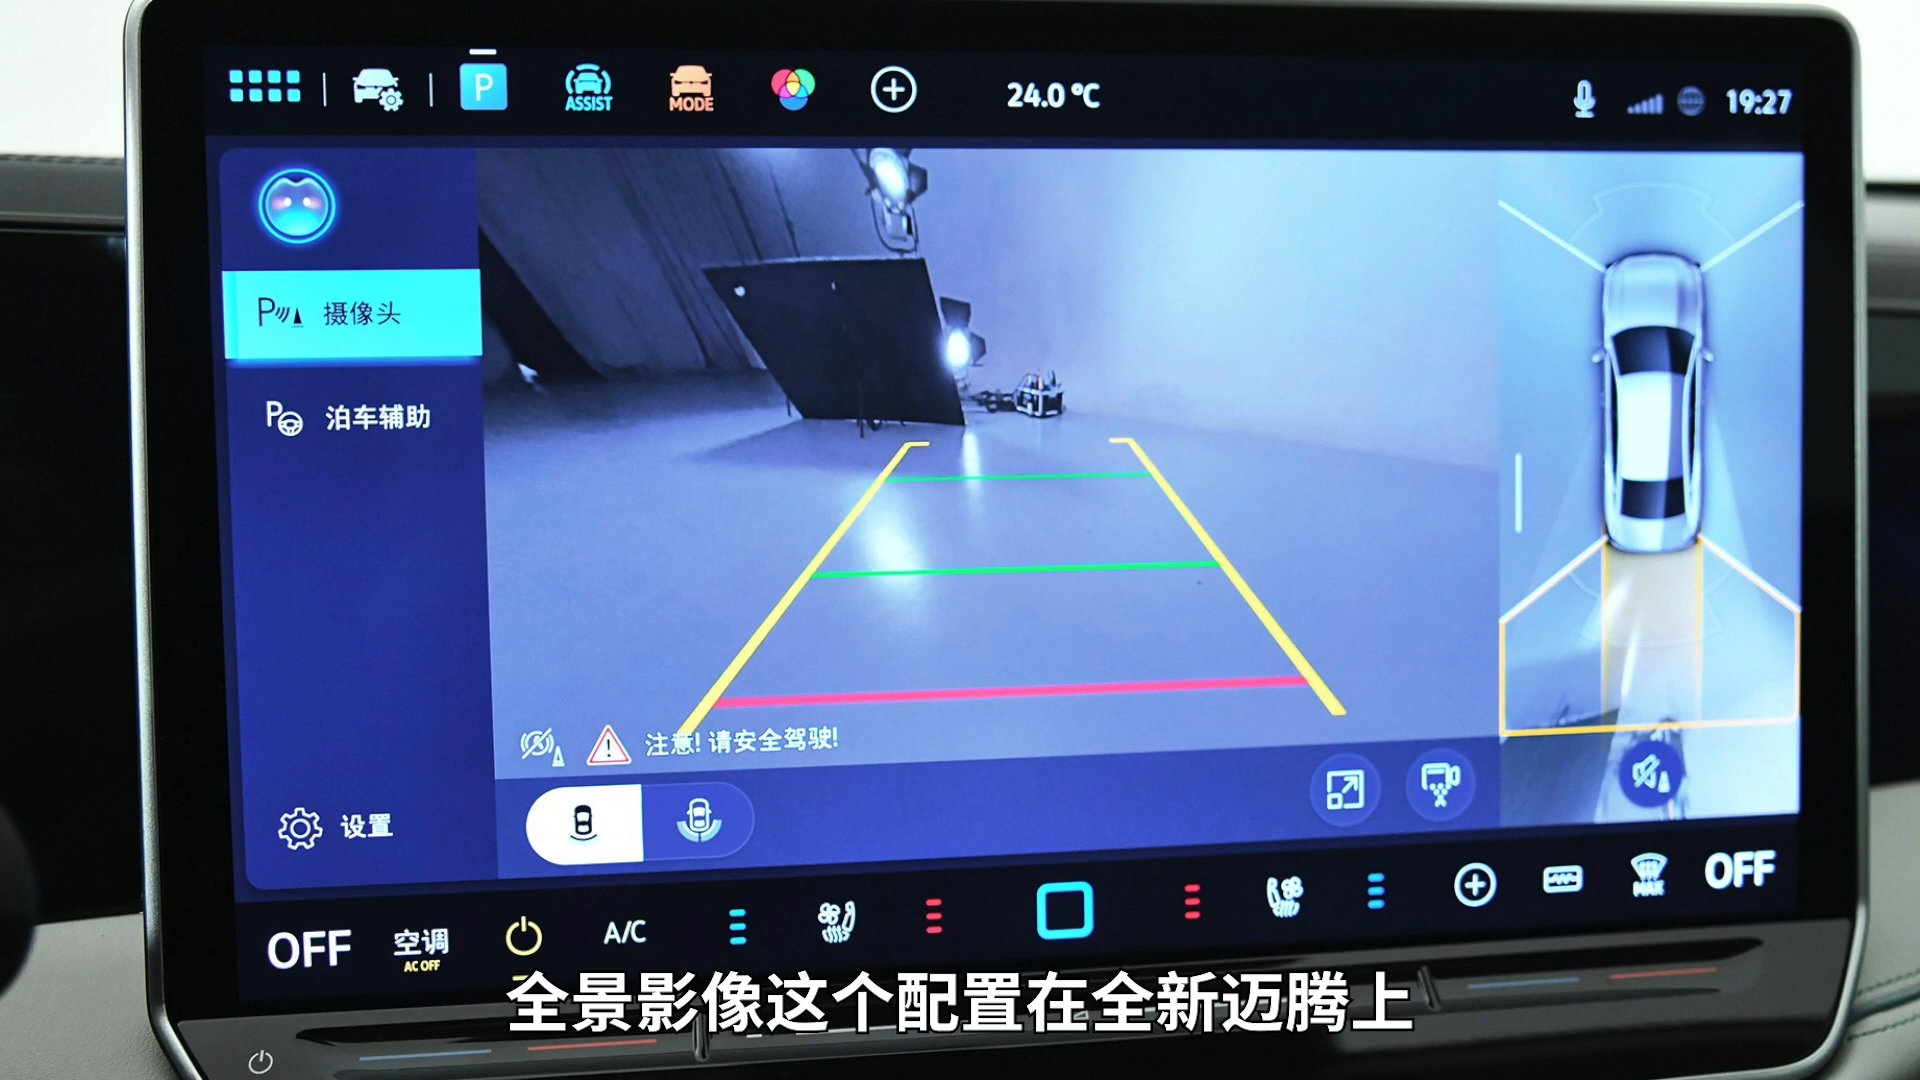 P ASSIST MODE 24.0 ℃ 19:27
P 摄像头
P 泊车辅助
注意! 请安全驾驶!
设置
OFF 空调 A/C MAX OFF
AC OFF
全景影像这个配置在全新迈腾上